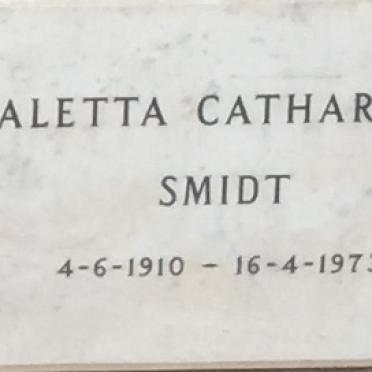 ALETTA CATHAR
SMIDT
4-6-1910 – 16-4-1973